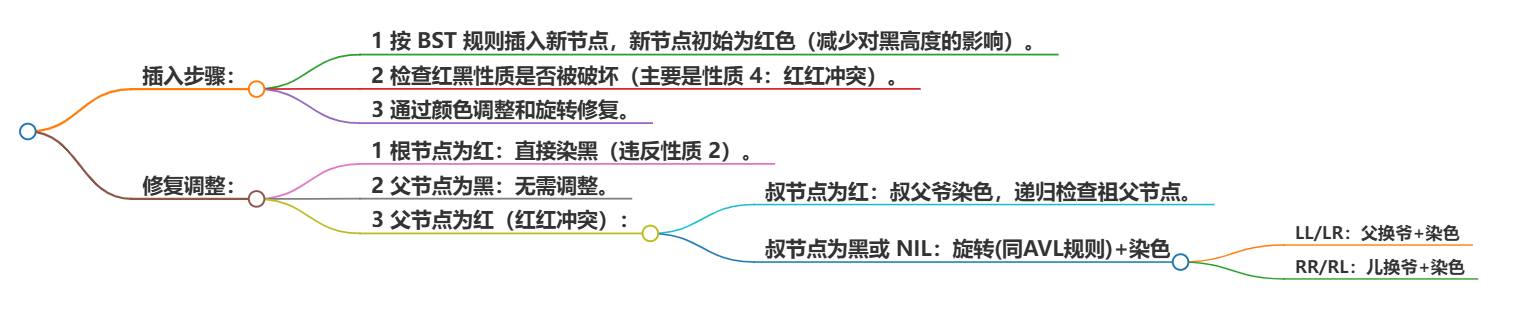 插入步骤：
1 按 BST 规则插入新节点，新节点初始为红色（减少对黑高度的影响）。
2 检查红黑性质是否被破坏（主要是性质 4：红红冲突）。
3 通过颜色调整和旋转修复。
修复调整：
1 根节点为红：直接染黑（违反性质 2）。
2 父节点为黑：无需调整。
3 父节点为红（红红冲突）：
叔节点为红：叔父爷染色，递归检查祖父节点。
叔节点为黑或 NIL：旋转(同AVL规则)+染色
LL/LR：父换爷+染色
RR/RL：儿换爷+染色